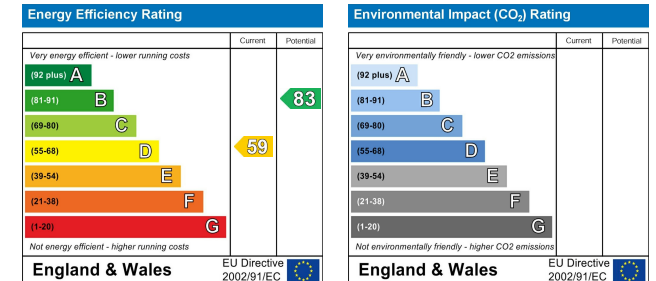 Energy Efficiency Rating
Current Potential
Very energy efficient - lower running costs
(92 plus) A
(81-91) B
83
(69-80) C
(55-68) D
59
(39-54) E
(21-38) F
(1-20) G
Not energy efficient - higher running costs
England & Wales
EU Directive
2002/91/EC
Environmental Impact (CO₂) Rating
Current Potential
Very environmentally friendly - lower CO2 emissions
(92 plus) A
(81-91) B
(69-80) C
(55-68) D
(39-54) E
(21-38) F
(1-20) G
Not environmentally friendly - higher CO2 emissions
England & Wales
EU Directive
2002/91/EC